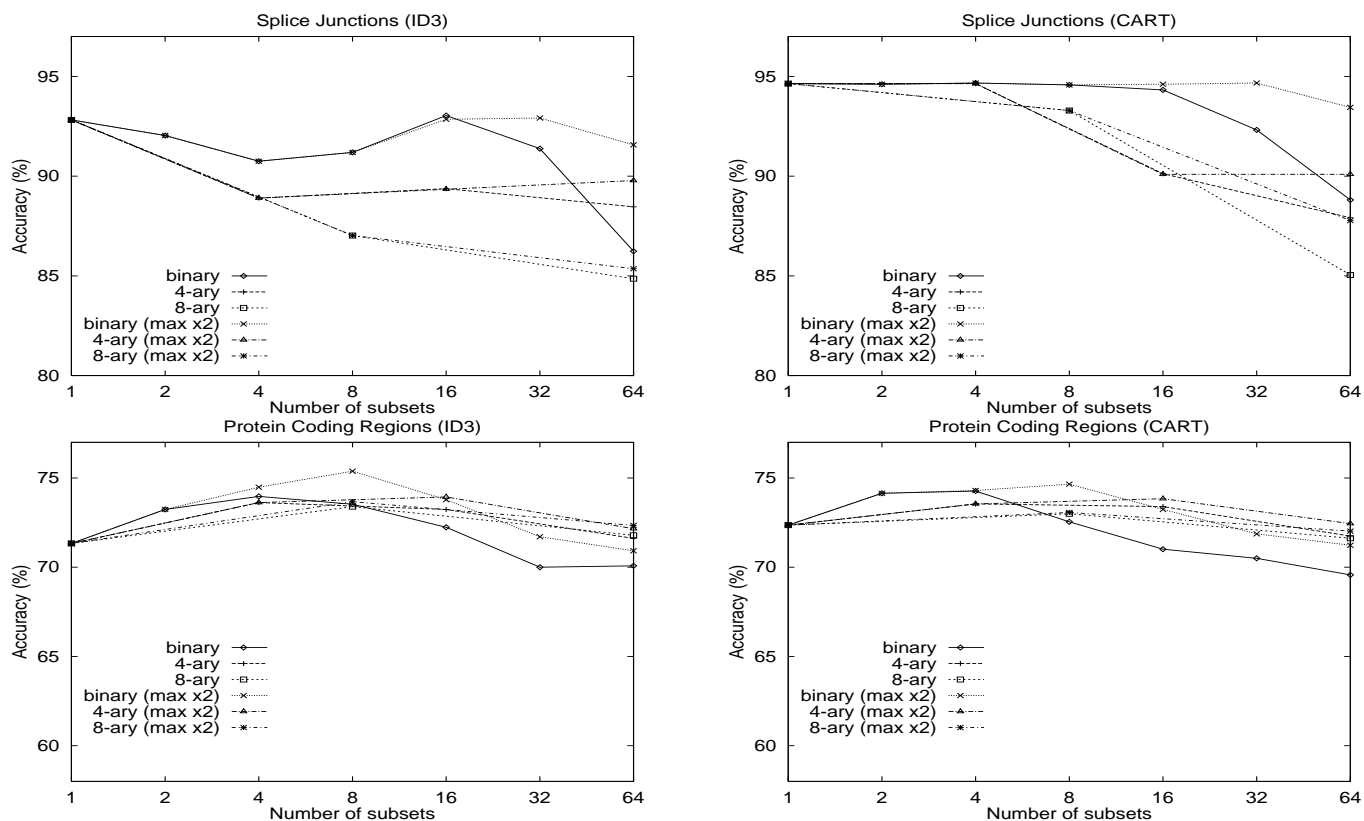 Splice Junctions (ID3)
95
90
85
80
Accuracy (%)
binary
4-ary
8-ary
binary (max x2)
4-ary (max x2)
8-ary (max x2)
1 2 4 8 16 32 64
Number of subsets
Splice Junctions (CART)
95
90
85
80
Accuracy (%)
binary
4-ary
8-ary
binary (max x2)
4-ary (max x2)
8-ary (max x2)
1 2 4 8 16 32 64
Number of subsets
Protein Coding Regions (ID3)
75
70
65
60
Accuracy (%)
binary
4-ary
8-ary
binary (max x2)
4-ary (max x2)
8-ary (max x2)
1 2 4 8 16 32 64
Number of subsets
Protein Coding Regions (CART)
75
70
65
60
Accuracy (%)
binary
4-ary
8-ary
binary (max x2)
4-ary (max x2)
8-ary (max x2)
1 2 4 8 16 32 64
Number of subsets